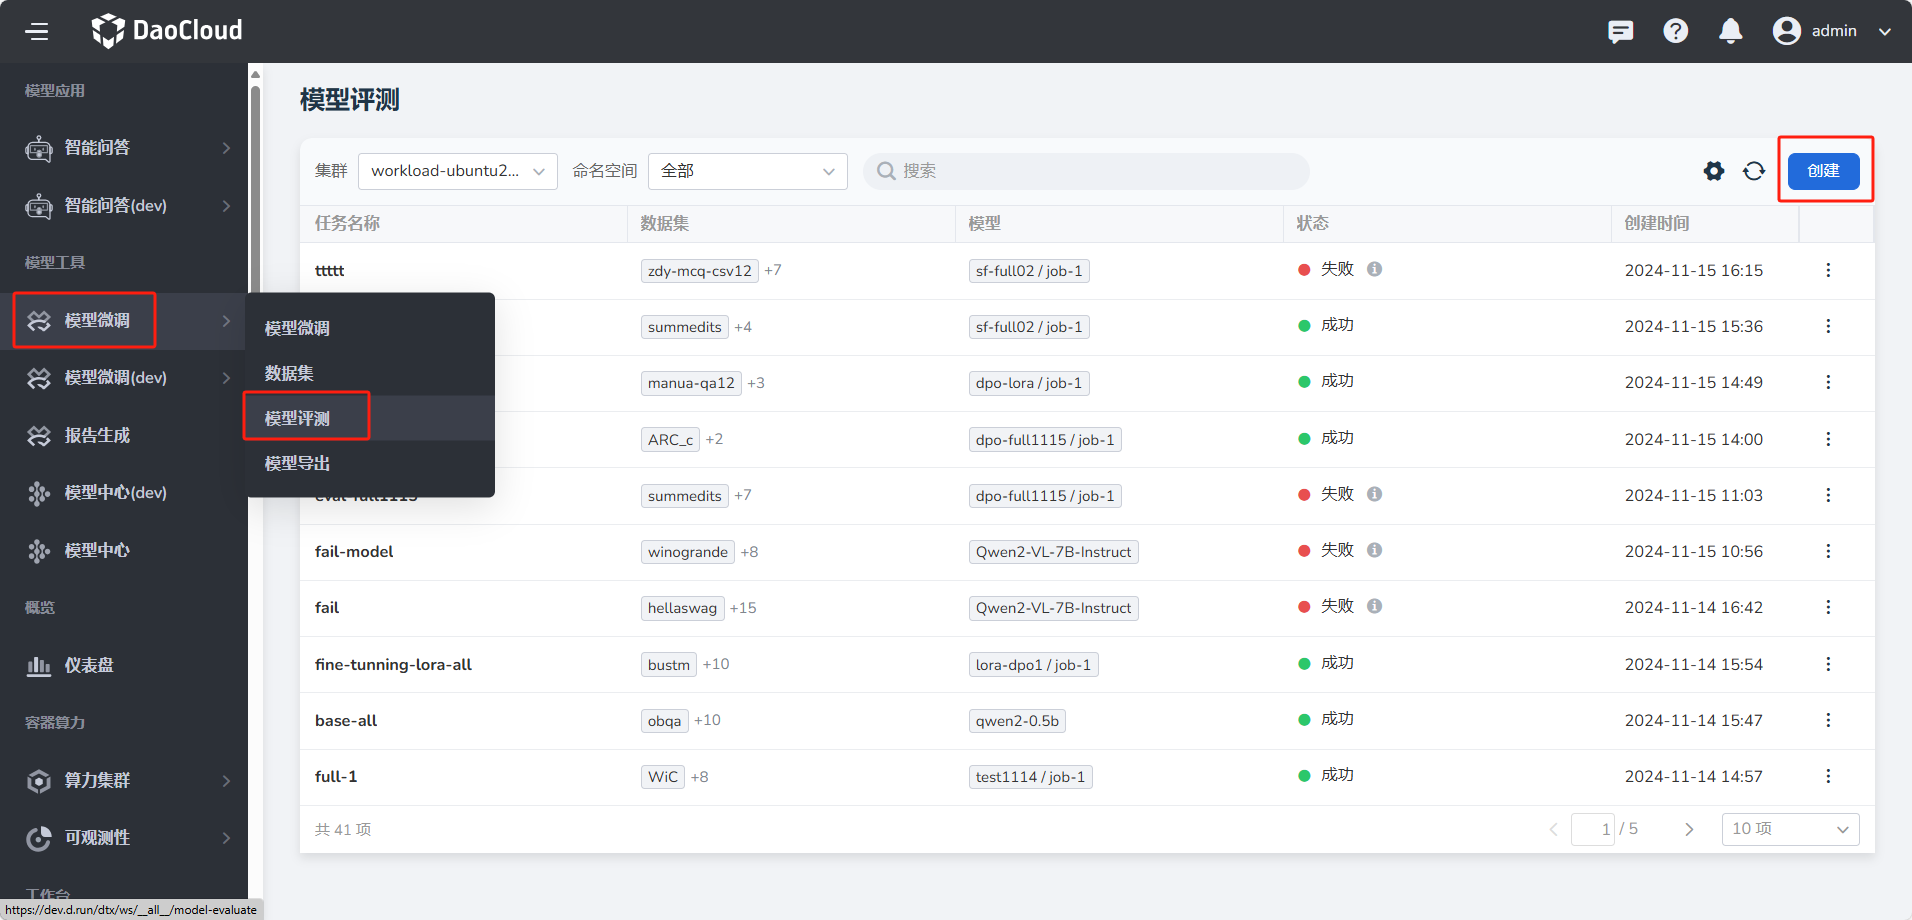 DaoCloud
admin
模型应用
智能问答
智能问答(dev)
模型工具
模型微调
模型微调(dev)
报告生成
模型中心(dev)
模型中心
概览
仪表盘
容器算力
算力集群
可观测性
工作台
https://dev.d.run/dtx/ws/__all__/model-evaluate
模型微调
数据集
模型评测
模型导出
模型评测
集群 workload-ubuntu2... 命名空间 全部 搜索 创建
任务名称 数据集 模型 状态 创建时间
ttttt zdy-mcq-csv12 +7 sf-full02 / job-1 失败 2024-11-15 16:15
summedits +4 sf-full02 / job-1 成功 2024-11-15 15:36
manua-qa12 +3 dpo-lora / job-1 成功 2024-11-15 14:49
ARC_c +2 dpo-full1115 / job-1 成功 2024-11-15 14:00
eval-full1115 summedits +7 dpo-full1115 / job-1 失败 2024-11-15 11:03
fail-model winogrande +8 Qwen2-VL-7B-Instruct 失败 2024-11-15 10:56
fail hellaswag +15 Qwen2-VL-7B-Instruct 失败 2024-11-14 16:42
fine-tunning-lora-all bustm +10 lora-dpo1 / job-1 成功 2024-11-14 15:54
base-all obqa +10 qwen2-0.5b 成功 2024-11-14 15:47
full-1 WiC +8 test1114 / job-1 成功 2024-11-14 14:57
共 41 项 1 / 5 10 项